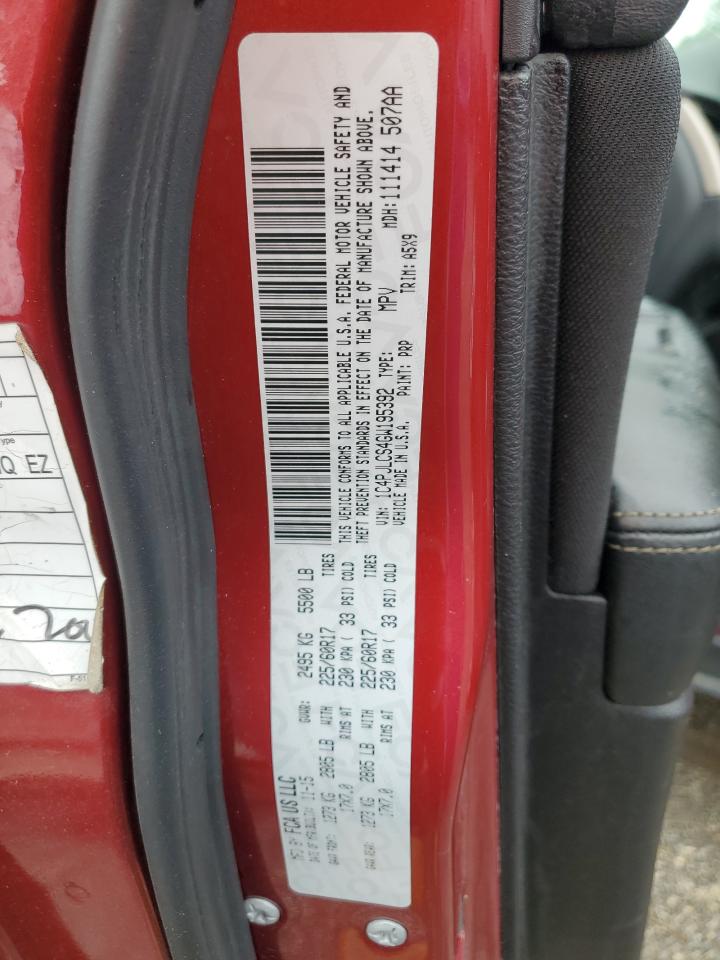 MFD BY FCA US LLC
DATE OF MFR/BUILD: 11-15
GVWR: 2495 KG 5500 LB
GAWR FRONT: 1273 KG 2805 LB WITH 225/60R17 TIRES
17X7.0 RIMS AT 230 KPA ( 33 PSI) COLD
GAWR REAR: 1273 KG 2805 LB WITH 225/60R17 TIRES
17X7.0 RIMS AT 230 KPA ( 33 PSI) COLD
THIS VEHICLE CONFORMS TO ALL APPLICABLE U.S.A. FEDERAL MOTOR VEHICLE SAFETY AND
THEFT PREVENTION STANDARDS IN EFFECT ON THE DATE OF MANUFACTURE SHOWN ABOVE.
VIN: 1C4PJLCS4GW195392 TYPE: MPV MDH:111414 507AA
VEHICLE MADE IN U.S.A. PAINT: PRP TRIM: A5X9
Type
Q EZ
20